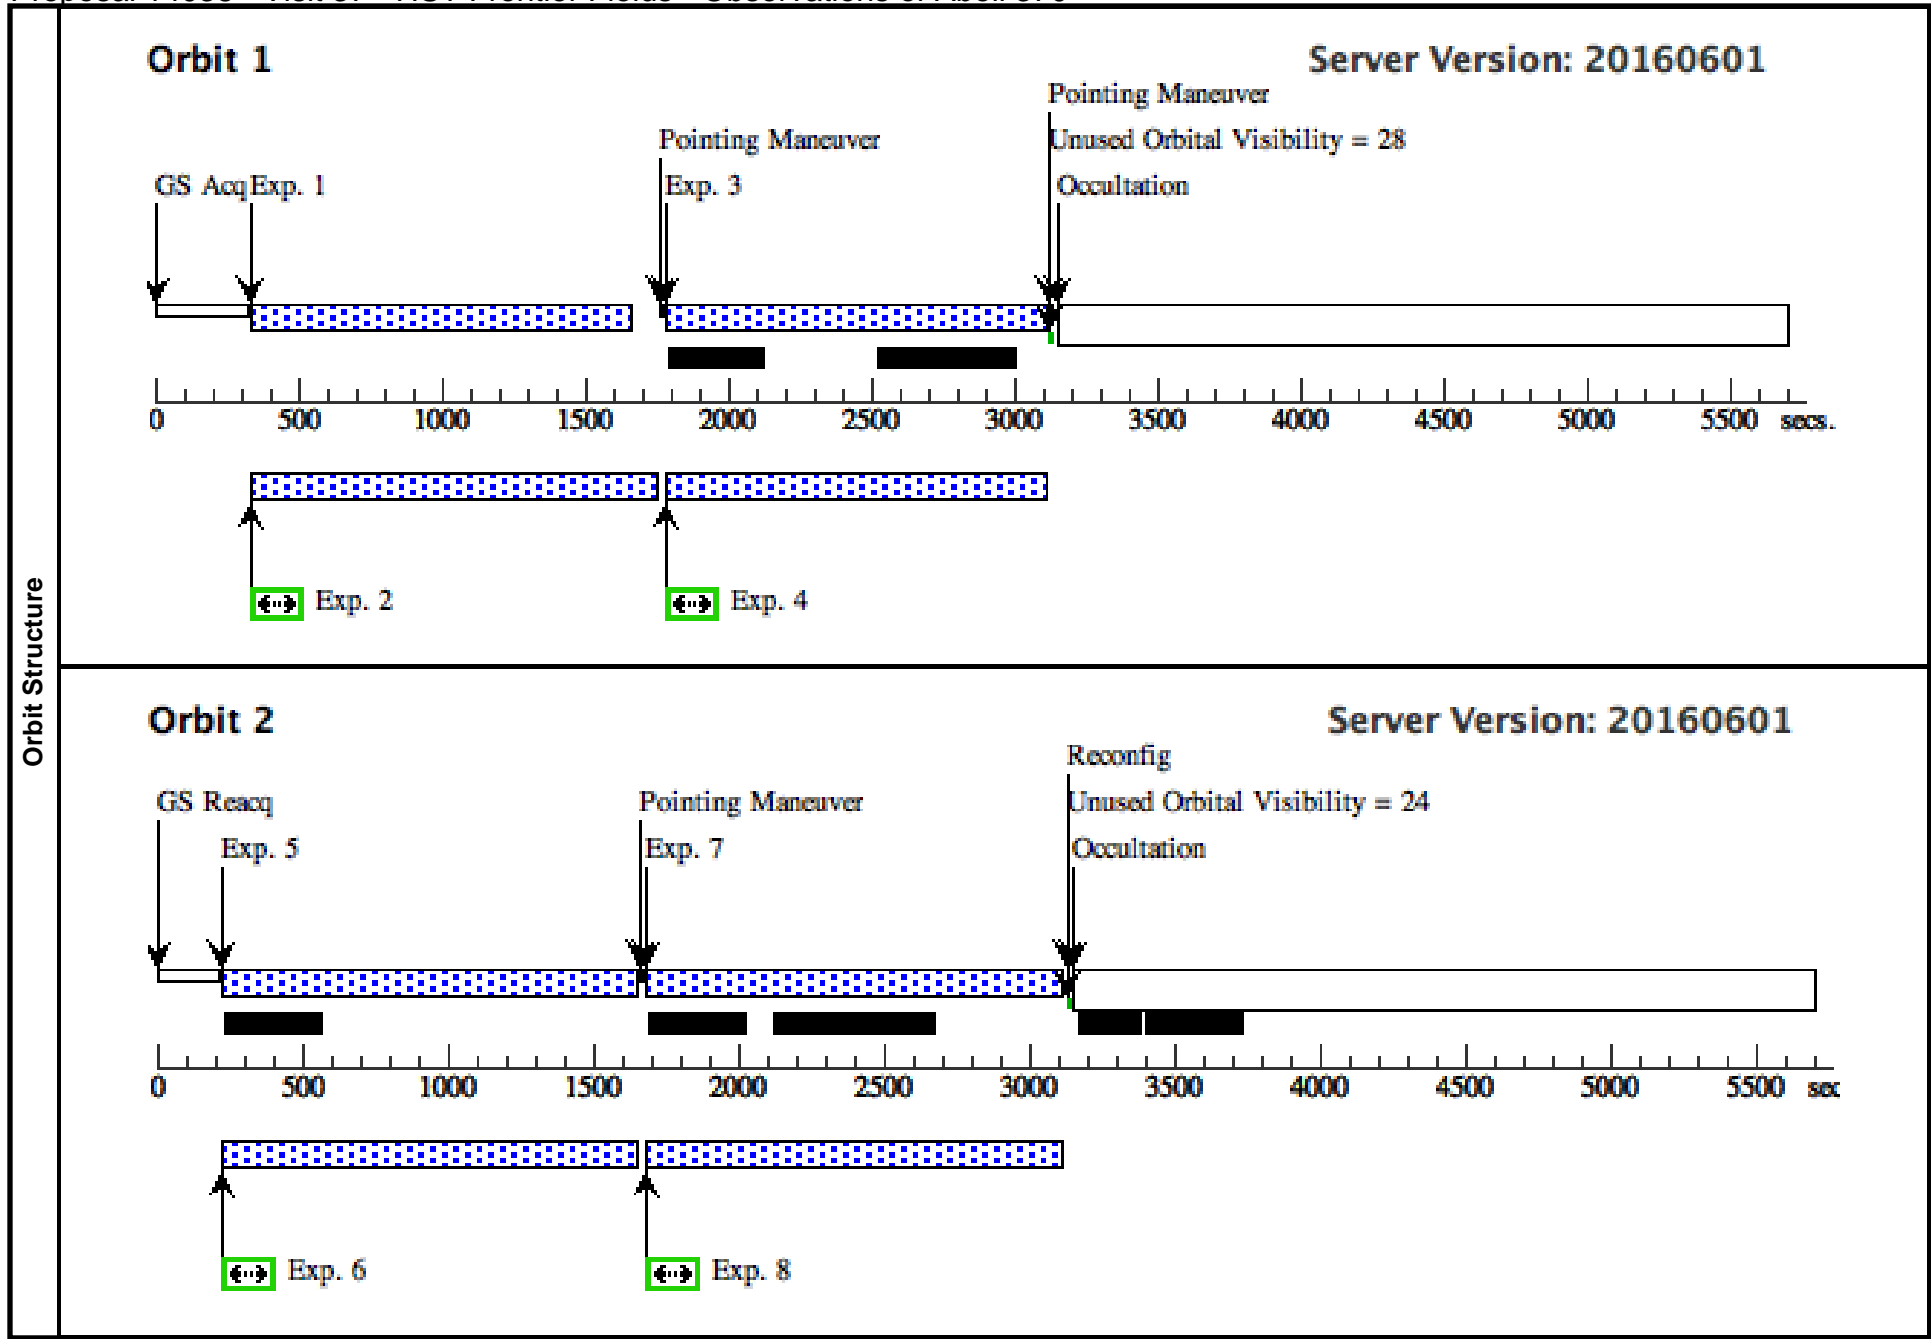 Orbit Structure
Orbit 1
Server Version: 20160601
Pointing Maneuver
Pointing Maneuver
Unused Orbital Visibility = 28
GS Acq
Exp. 1
Exp. 3
Occultation
0 500 1000 1500 2000 2500 3000 3500 4000 4500 5000 5500 secs.
Exp. 2
Exp. 4
Orbit 2
Server Version: 20160601
Reconfig
GS Reacq
Pointing Maneuver
Unused Orbital Visibility = 24
Exp. 5
Exp. 7
Occultation
0 500 1000 1500 2000 2500 3000 3500 4000 4500 5000 5500 sec
Exp. 6
Exp. 8